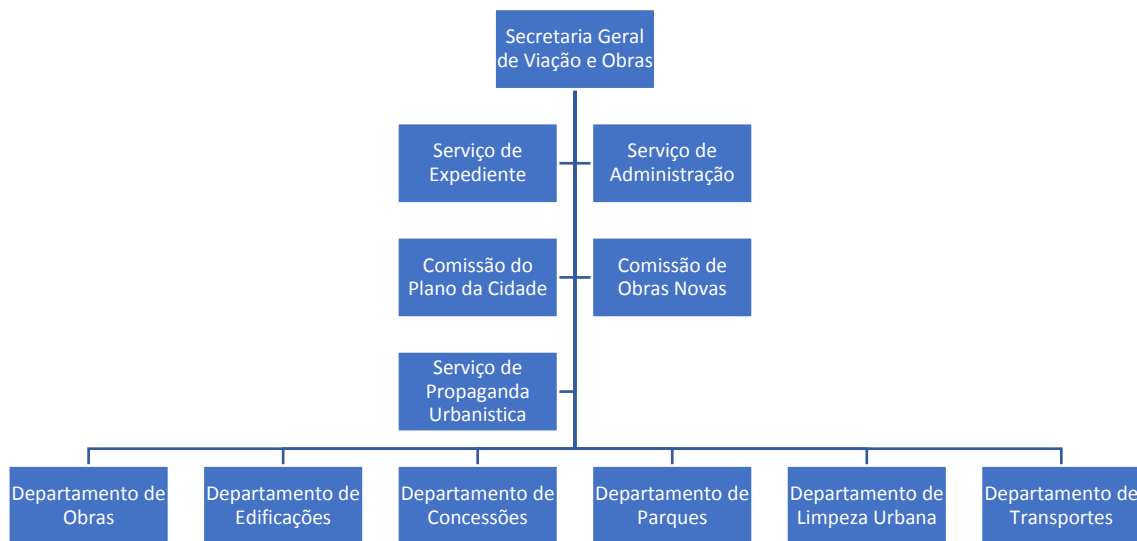 Secretaria Geral
de Viação e Obras
Serviço de
Expediente
Serviço de
Administração
Comissão do
Plano da Cidade
Comissão de
Obras Novas
Serviço de
Propaganda
Urbanistica
Departamento de
Obras
Departamento de
Edificações
Departamento de
Concessões
Departamento de
Parques
Departamento de
Limpeza Urbana
Departamento de
Transportes